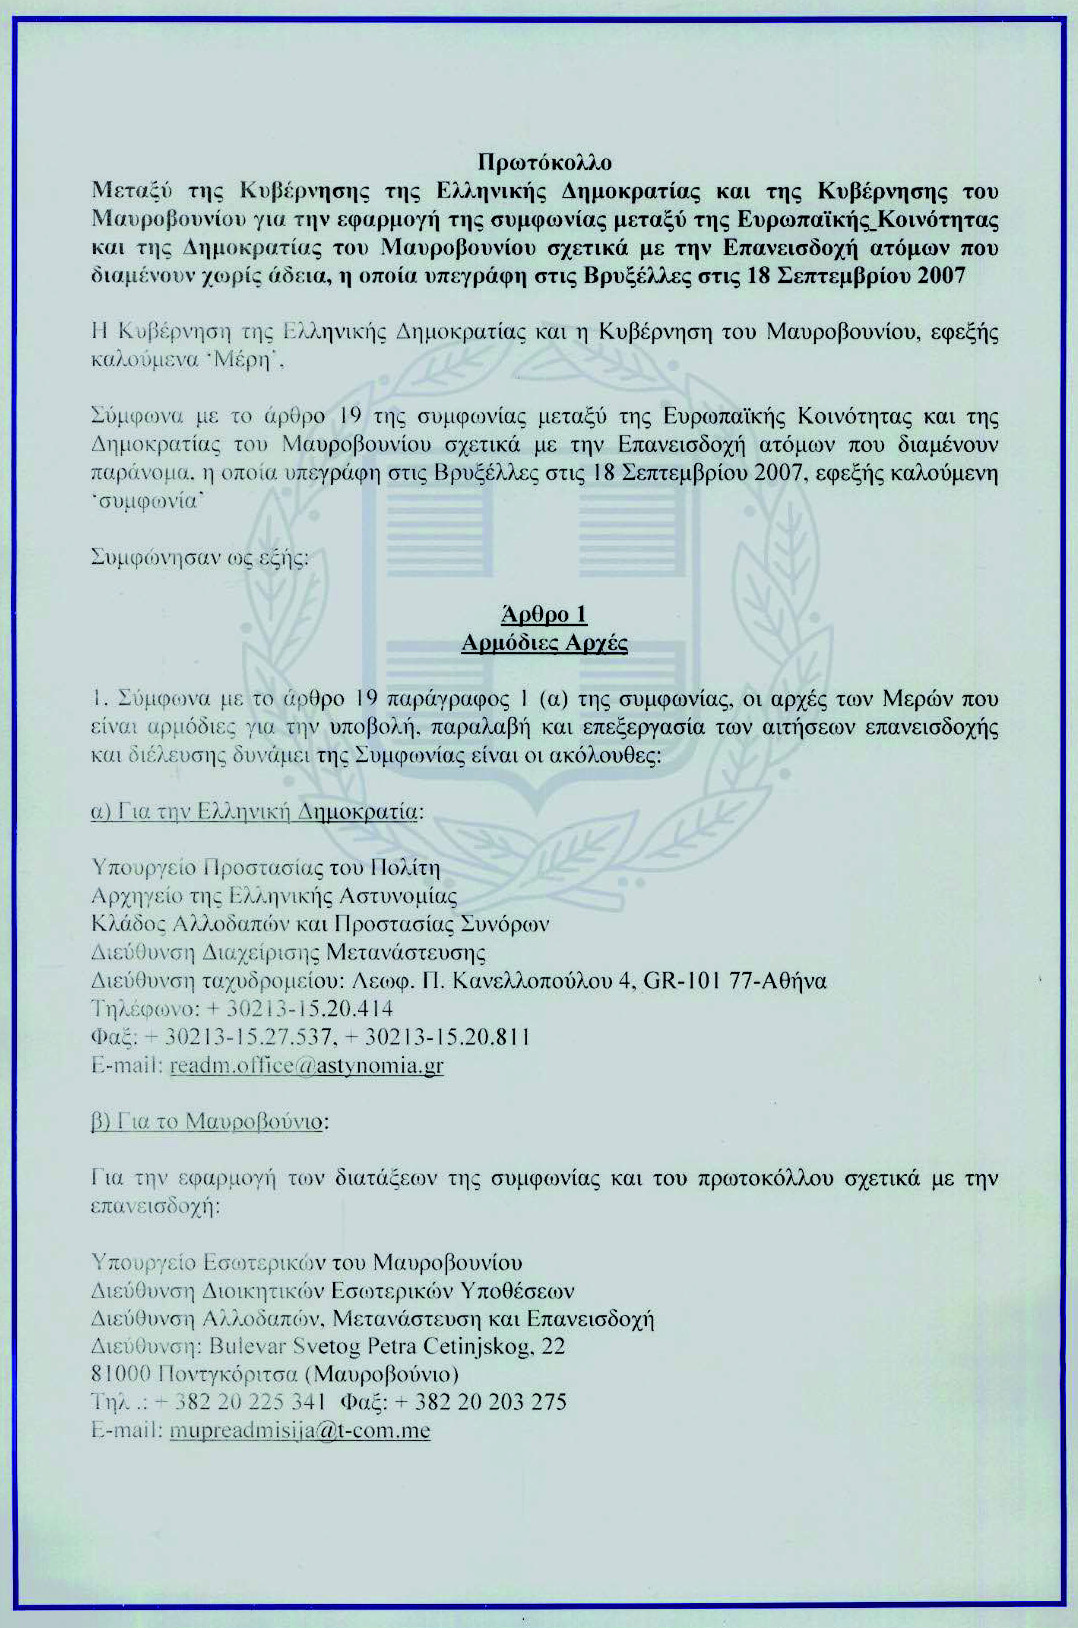 Πρωτόκολλο
Μεταξύ της Κυβέρνησης της Ελληνικής Δημοκρατίας και της Κυβέρνησης του
Μαυροβουνίου για την εφαρμογή της συμφωνίας μεταξύ της Ευρωπαϊκής Κοινότητας
και της Δημοκρατίας του Μαυροβουνίου σχετικά με την Επανεισδοχή ατόμων που
διαμένουν χωρίς άδεια, η οποία υπεγράφη στις Βρυξέλλες στις 18 Σεπτεμβρίου 2007
Η Κυβέρνηση της Ελληνικής Δημοκρατίας και η Κυβέρνηση του Μαυροβουνίου, εφεξής
καλούμενα 'Μέρη',
Σύμφωνα με το άρθρο 19 της συμφωνίας μεταξύ της Ευρωπαϊκής Κοινότητας και της
Δημοκρατίας του Μαυροβουνίου σχετικά με την Επανεισδοχή ατόμων που διαμένουν
παράνομα, η οποία υπεγράφη στις Βρυξέλλες στις 18 Σεπτεμβρίου 2007, εφεξής καλούμενη
'συμφωνία'
Συμφώνησαν ως εξής:
Άρθρο 1
Αρμόδιες Αρχές
1. Σύμφωνα με το άρθρο 19 παράγραφος 1 (α) της συμφωνίας, οι αρχές των Μερών που
είναι αρμόδιες για την υποβολή, παραλαβή και επεξεργασία των αιτήσεων επανεισδοχής
και διέλευσης δυνάμει της Συμφωνίας είναι οι ακόλουθες:
α) Για την Ελληνική Δημοκρατία:
Υπουργείο Προστασίας του Πολίτη
Αρχηγείο της Ελληνικής Αστυνομίας
Κλάδος Αλλοδαπών και Προστασίας Συνόρων
Διεύθυνση Διαχείρισης Μετανάστευσης
Διεύθυνση ταχυδρομείου: Λεωφ. Π. Κανελλοπούλου 4, GR-101 77-Αθήνα
Τηλέφωνο: + 30213-15.20.414
Φαξ: + 30213-15.27.537, + 30213-15.20.811
E-mail: readm.office@astynomia.gr
β) Για το Μαυροβούνιο:
Για την εφαρμογή των διατάξεων της συμφωνίας και του πρωτοκόλλου σχετικά με την
επανεισδοχή:
Υπουργείο Εσωτερικών του Μαυροβουνίου
Διεύθυνση Διοικητικών Εσωτερικών Υποθέσεων
Διεύθυνση Αλλοδαπών, Μετανάστευση και Επανεισδοχή
Διεύθυνση: Bulevar Svetog Petra Cetinjskog, 22
81000 Ποντγκόριτσα (Μαυροβούνιο)
Τηλ .: + 382 20 225 341 Φαξ: + 382 20 203 275
E-mail: mupreadmisija@t-com.me